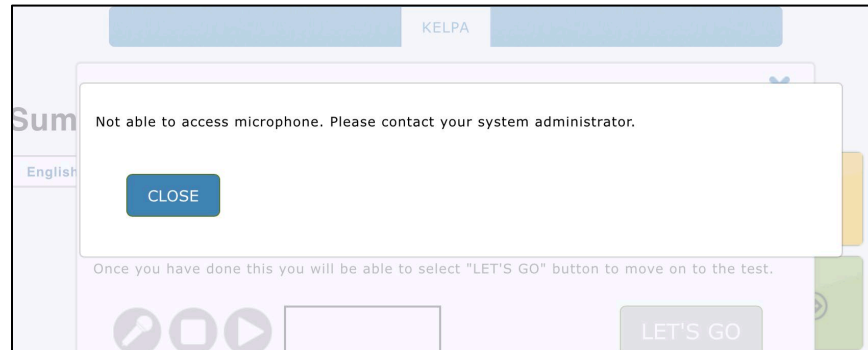 KELPA
Sum
Not able to access microphone. Please contact your system administrator.
English
CLOSE
Once you have done this you will be able to select "LET'S GO" button to move on to the test.
LET'S GO